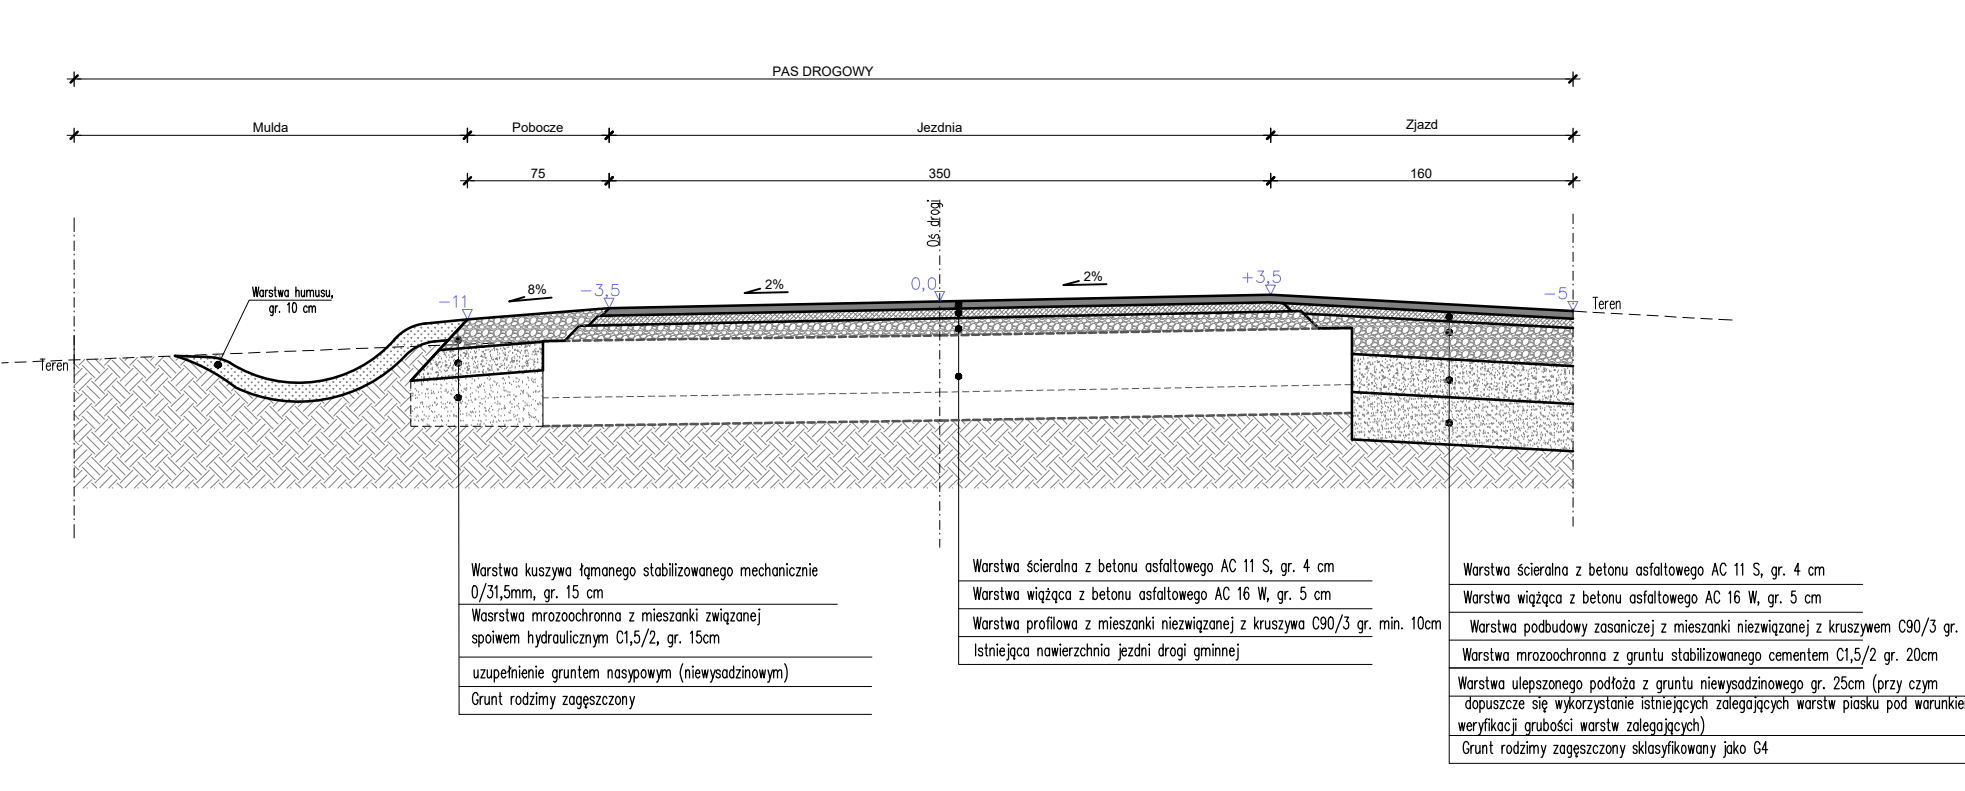 PAS DROGOWY
Mulda
Pobocze
Jezdnia
Zjazd
75
350
160
Oś drogi
Warstwa humusu,
gr. 10 cm
-11
8%
-3,5
2%
0,0
2%
+3,5
-5
Teren
Teren
Warstwa kuszywa łąmanego stabilizowanego mechanicznie
0/31,5mm, gr. 15 cm
Wasrstwa mrozoochronna z mieszanki związanej
spoiwem hydraulicznym C1,5/2, gr. 15cm
uzupełnienie gruntem nasypowym (niewysadzinowym)
Grunt rodzimy zagęszczony
Warstwa ścieralna z betonu asfaltowego AC 11 S, gr. 4 cm
Warstwa wiążąca z betonu asfaltowego AC 16 W, gr. 5 cm
Warstwa profilowa z mieszanki niezwiązanej z kruszywa C90/3 gr. min. 10cm
Istniejąca nawierzchnia jezdni drogi gminnej
Warstwa ścieralna z betonu asfaltowego AC 11 S, gr. 4 cm
Warstwa wiążąca z betonu asfaltowego AC 16 W, gr. 5 cm
Warstwa podbudowy zasaniczej z mieszanki niezwiązanej z kruszywem C90/3 gr.
Warstwa mrozoochronna z gruntu stabilizowanego cementem C1,5/2 gr. 20cm
Warstwa ulepszonego podłoża z gruntu niewysadzinowego gr. 25cm (przy czym
dopuszcze się wykorzystanie istniejących zalegających warstw piasku pod
weryfikacji grubości warstw zalegających)
Grunt rodzimy zagęszczony sklasyfikowany jako G4